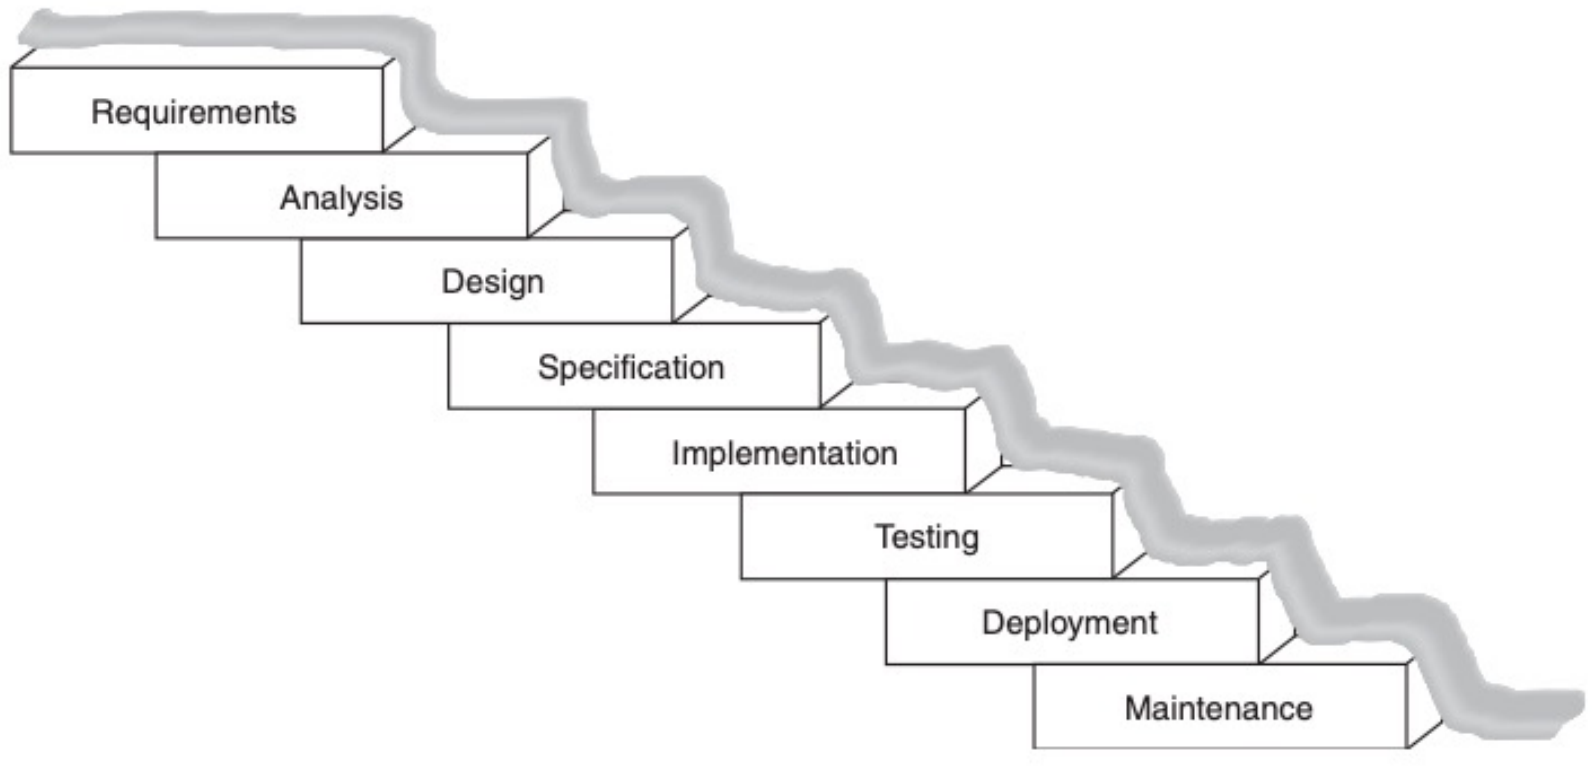 Requirements
Analysis
Design
Specification
Implementation
Testing
Deployment
Maintenance